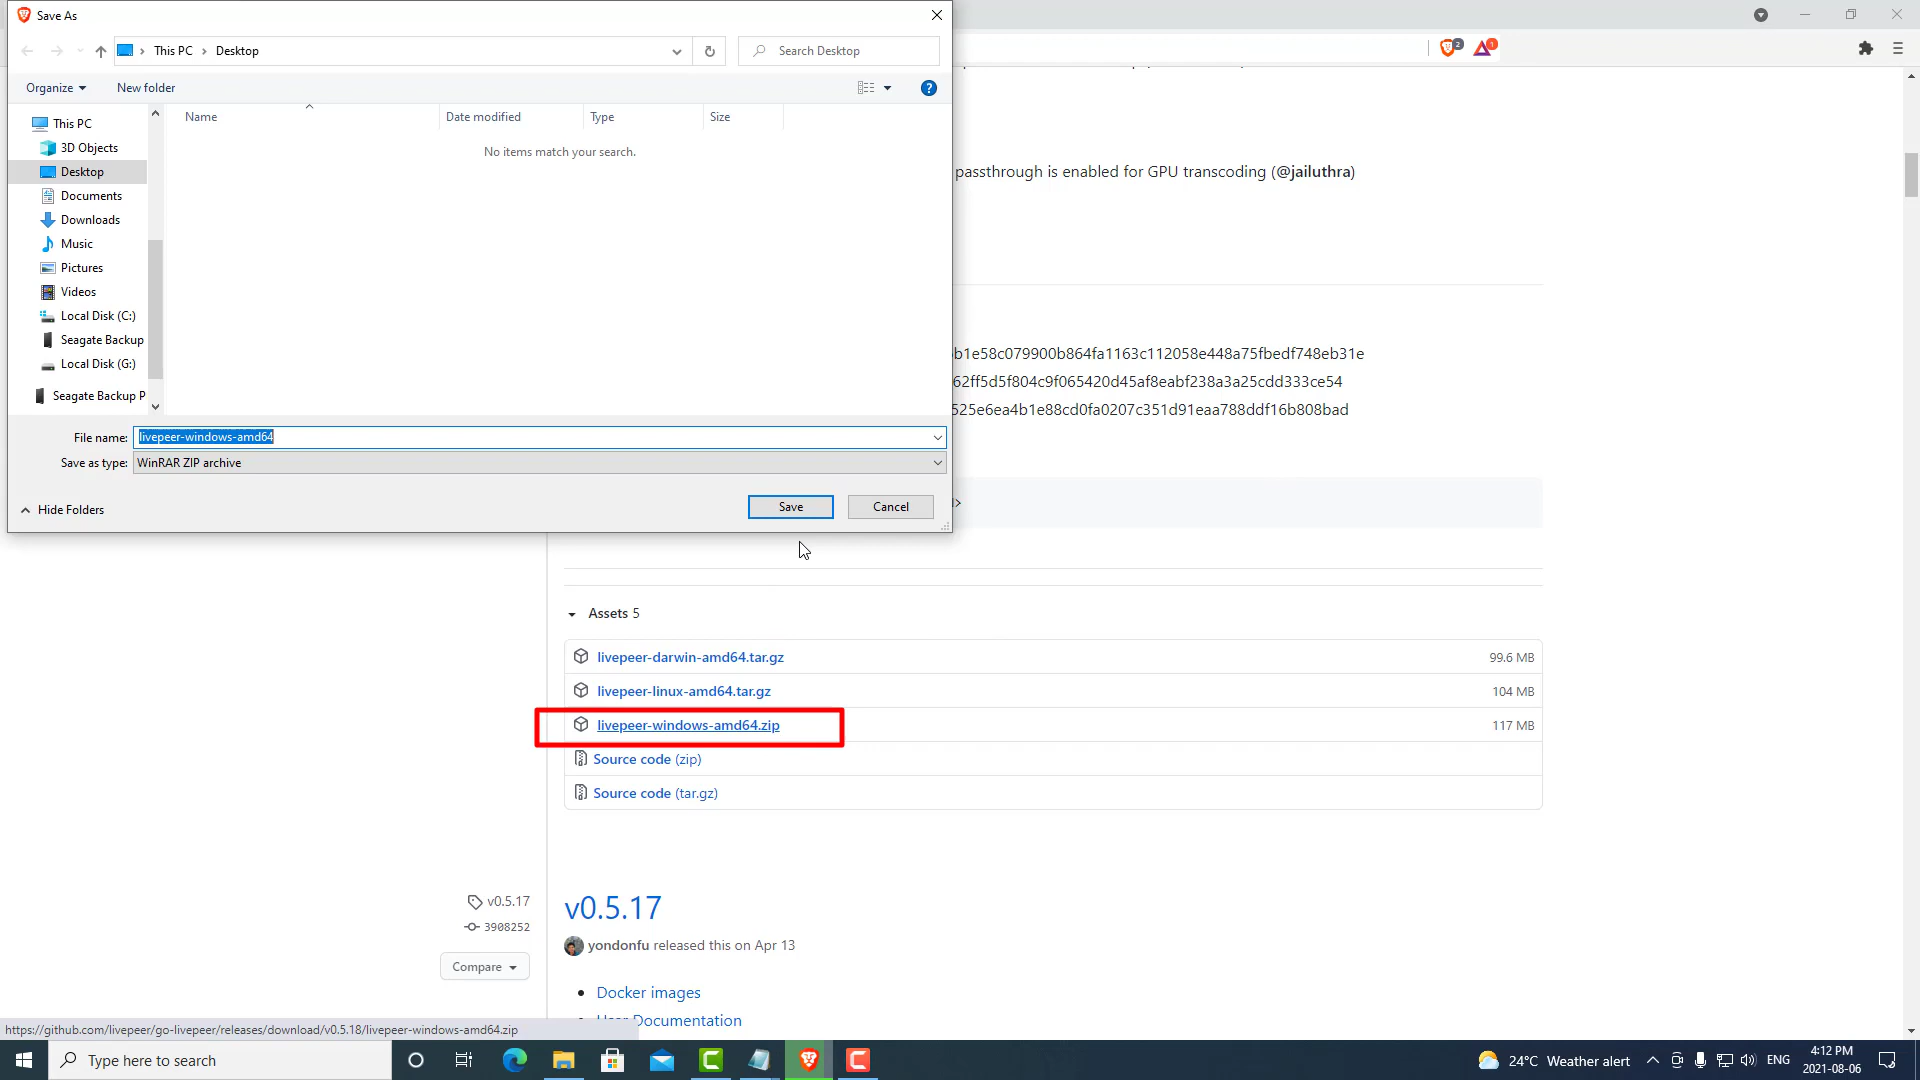 Save As
This PC
Desktop
Search Desktop
2
1
Organize
New folder
?
Name
Date modified
Type
Size
No items match your search.
This PC
3D Objects
Desktop
Documents
Downloads
Music
Pictures
Videos
Local Disk (C:)
Seagate Backup
Local Disk (G:)
Seagate Backup P
File name:
livepeer-windows-amd64
Save as type:
WinRAR ZIP archive
Hide Folders
Save
Cancel
passthrough is enabled for GPU transcoding (@jailuthra)
b1e58c079900b864fa1163c112058e448a75fbedf748eb31e
62ff5d5f804c9f065420d45af8eabf238a3a25cdd333ce54
525e6ea4b1e88cd0fa0207c351d91eaa788ddf16b808bad
>
Assets 5
livepeer-darwin-amd64.tar.gz
99.6 MB
livepeer-linux-amd64.tar.gz
104 MB
livepeer-windows-amd64.zip
117 MB
Source code (zip)
Source code (tar.gz)
v0.5.17
3908252
Compare
v0.5.17
yondonfu released this on Apr 13
Docker images
User Documentation
https://github.com/livepeer/go-livepeer/releases/download/v0.5.18/livepeer-windows-amd64.zip
Type here to search
24°C Weather alert
ENG
4:12 PM
2021-08-06